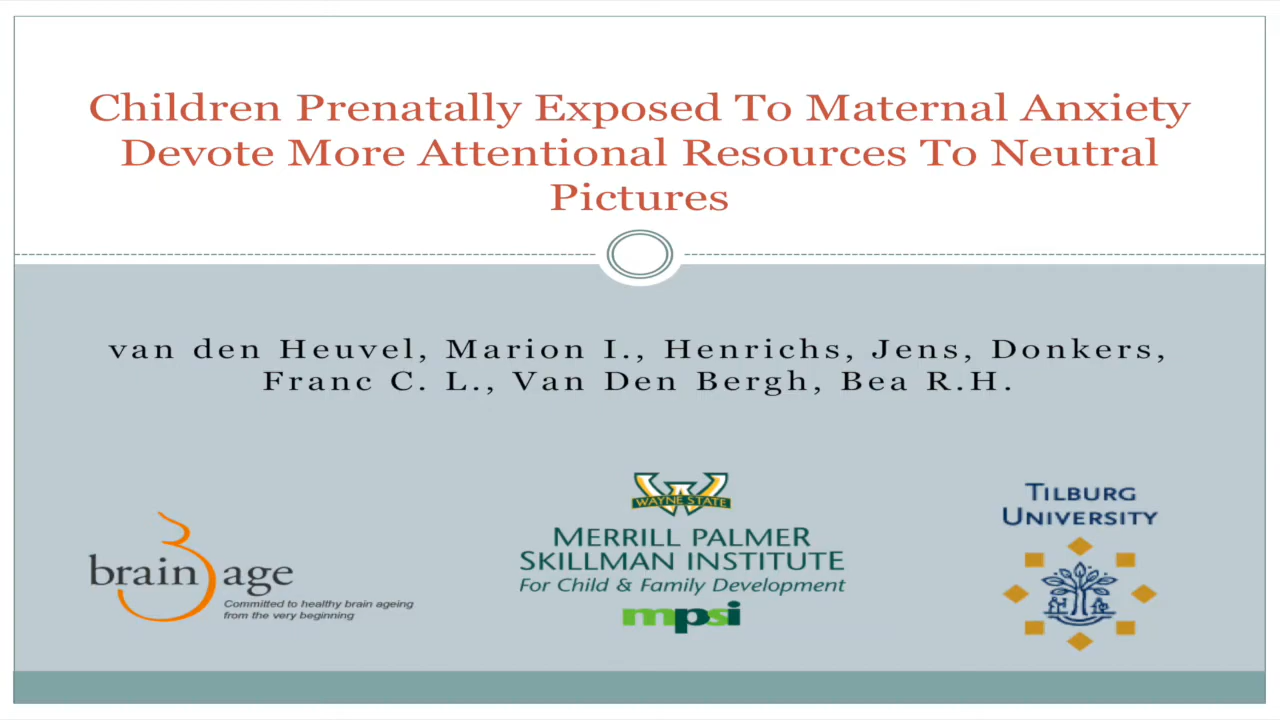 Children Prenatally Exposed To Maternal Anxiety
Devote More Attentional Resources To Neutral
Pictures
van den Heuvel, Marion I., Henrichs, Jens, Donkers,
Franc C. L., Van Den Bergh, Bea R.H.
brain age
Committed to healthy brain ageing
from the very beginning
WAYNE STATE
MERRILL PALMER
SKILLMAN INSTITUTE
For Child & Family Development
mpsi
TILBURG
UNIVERSITY